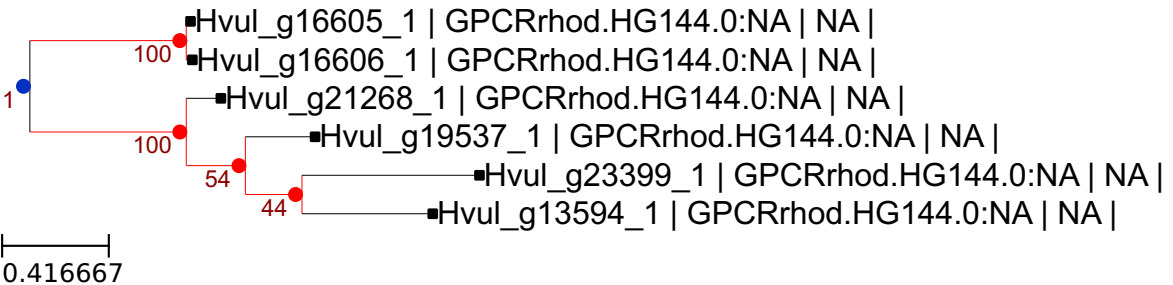 Hvul_g16605_1 | GPCRrhod.HG144.0:NA | NA |
100
Hvul_g16606_1 | GPCRrhod.HG144.0:NA | NA |
1
Hvul_g21268_1 | GPCRrhod.HG144.0:NA | NA |
100
Hvul_g19537_1 | GPCRrhod.HG144.0:NA | NA |
54
Hvul_g23399_1 | GPCRrhod.HG144.0:NA | NA |
44
Hvul_g13594_1 | GPCRrhod.HG144.0:NA | NA |
0.416667